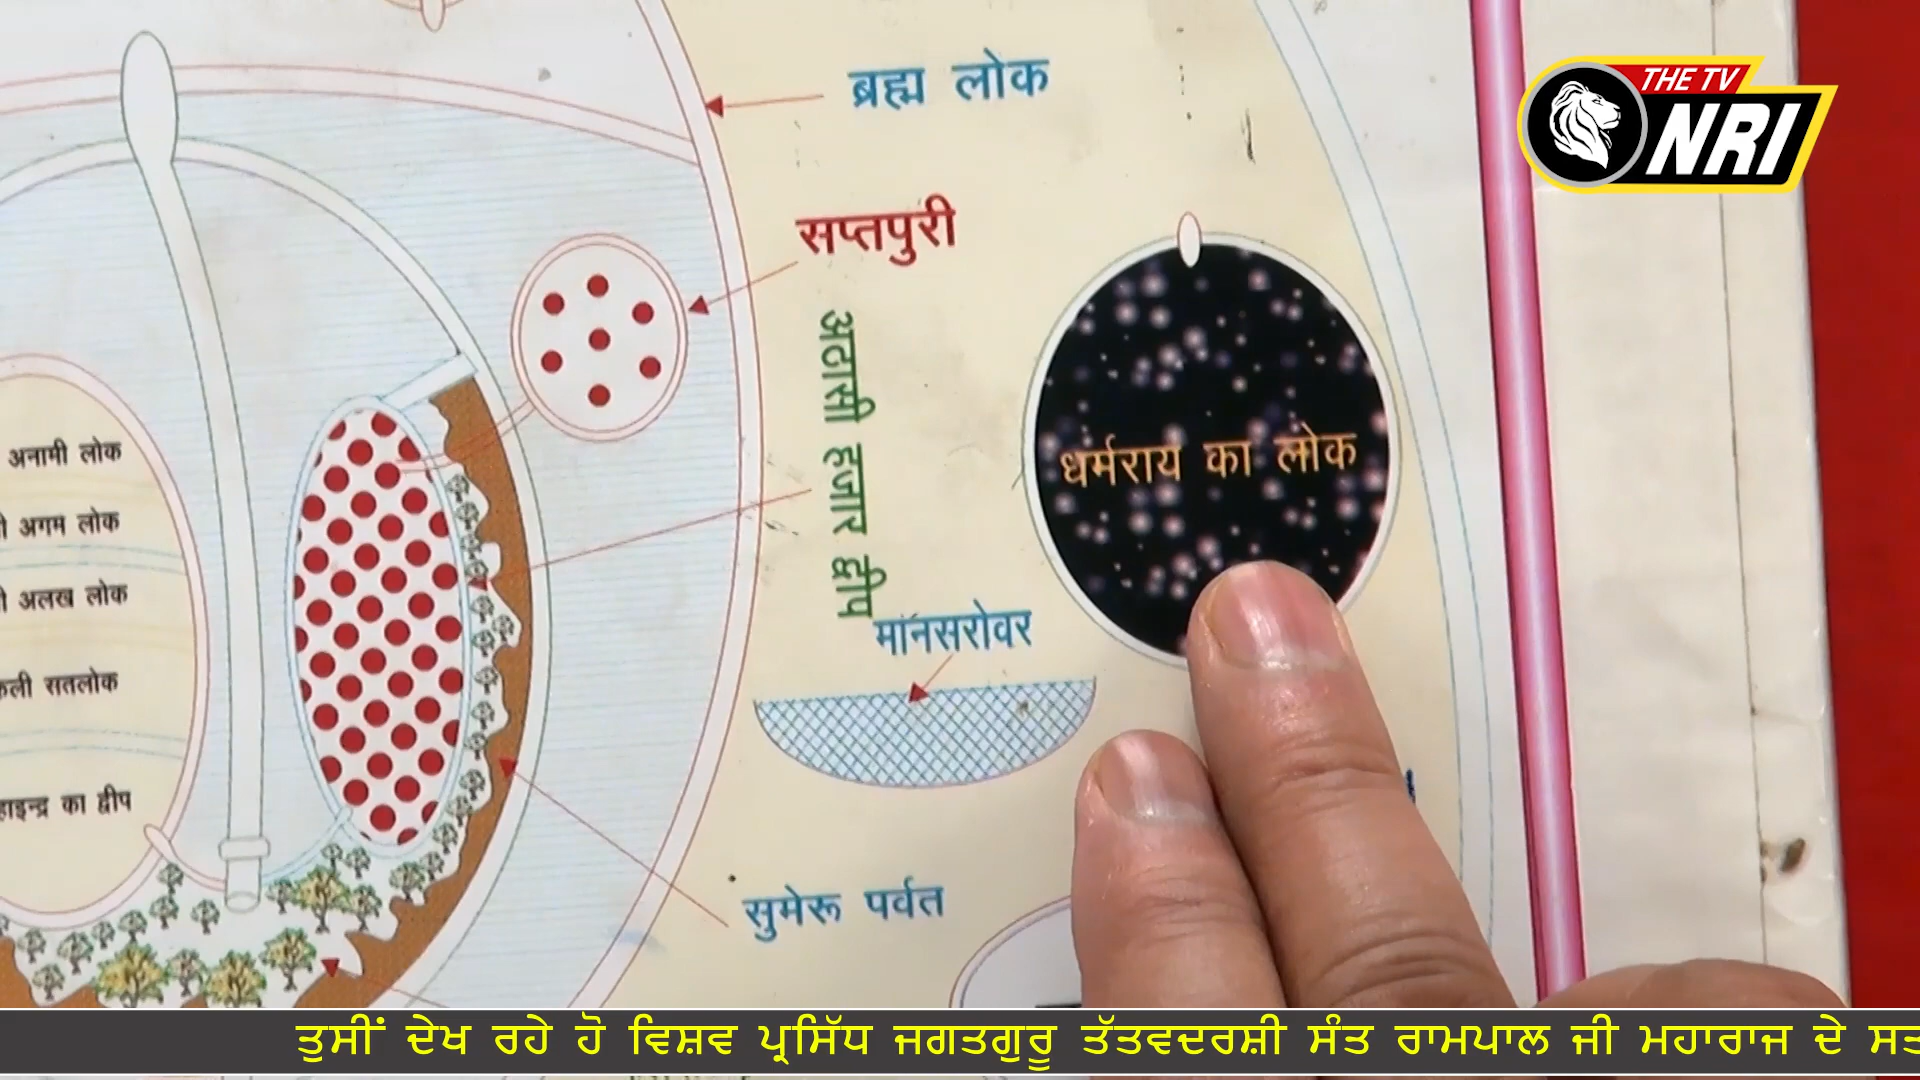 THE TV
NRI
ब्रह्म लोक
सप्तपुरी
अठासी हजार द्वीप
धर्मराय का लोक
अनामी लोक
अगम लोक
अलख लोक
सतलोक
का द्वीप
मानसरोवर
सुमेरू पर्वत
ਤੁਸੀਂ ਦੇਖ ਰਹੇ ਹੋ ਵਿਸ਼ਵ ਪ੍ਰਸਿੱਧ ਜਗਤਗੁਰੂ ਤੱਤਵਦਰਸ਼ੀ ਸੰਤ ਰਾਮਪਾਲ ਜੀ ਮਹਾਰਾਜ ਦੇ